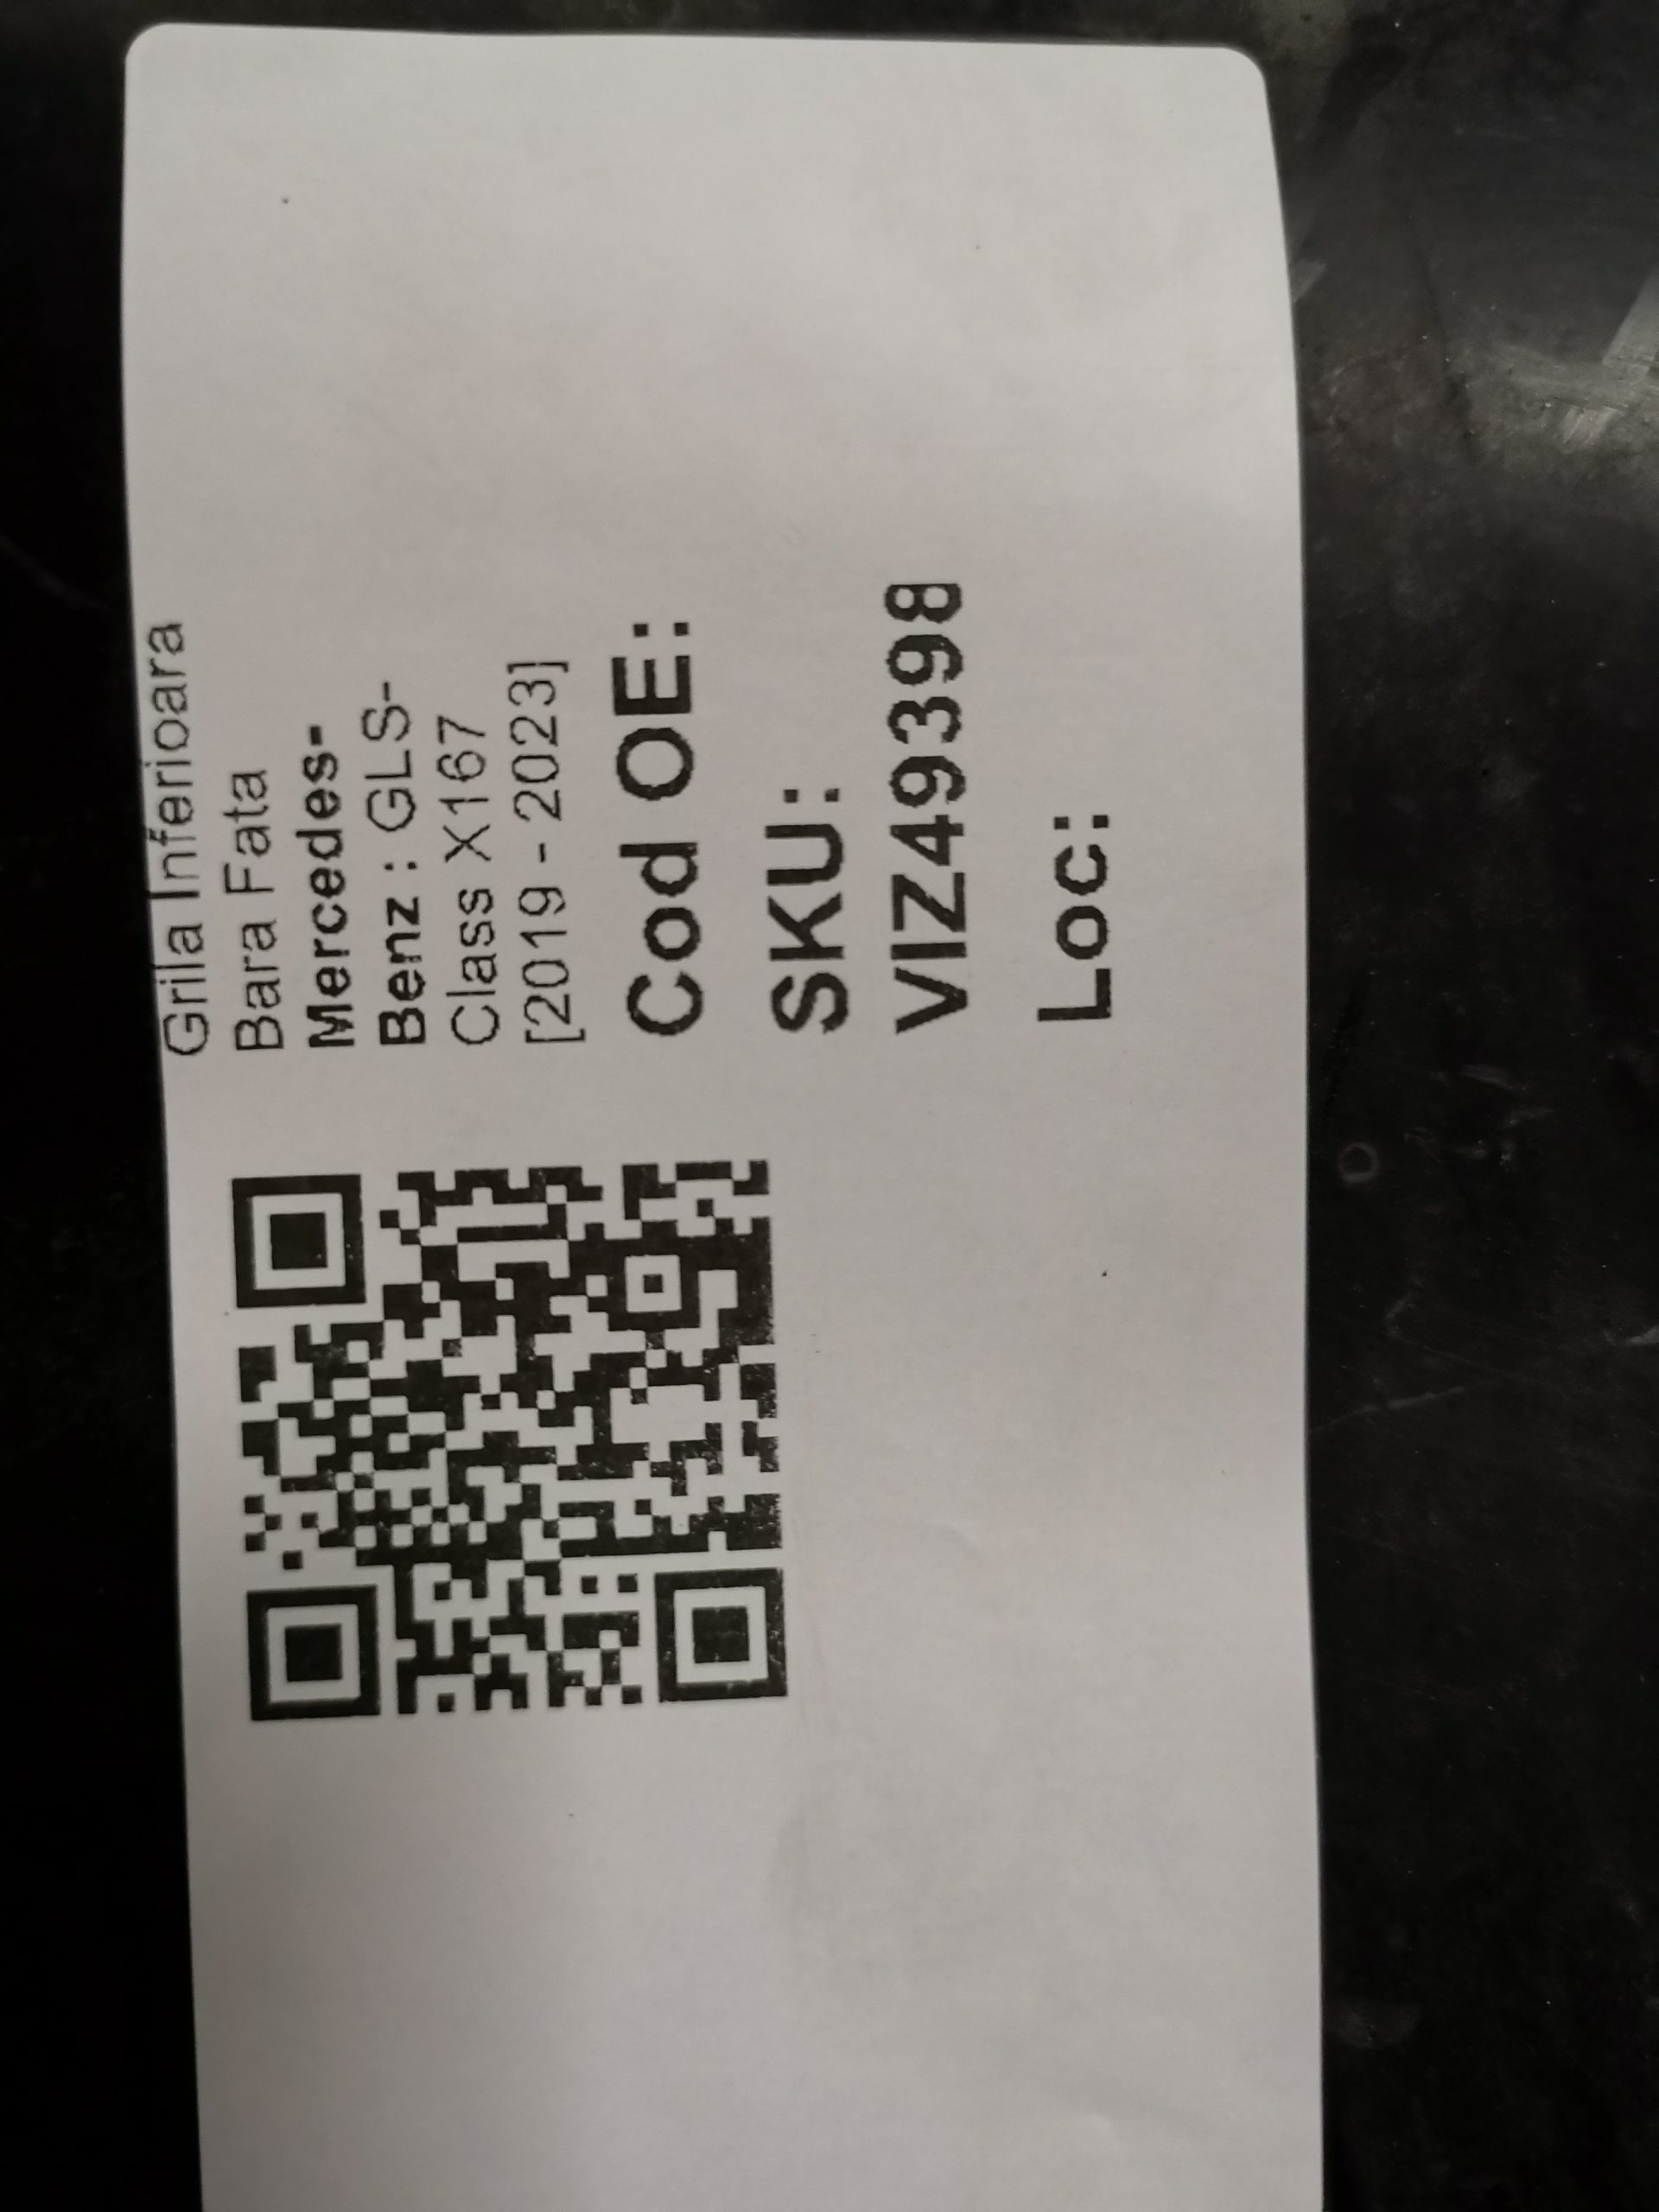 Grila Inferioara
Bara Fata
Mercedes-
Benz : GLS-
Class X167
[2019 - 2023]
Cod OE:
SKU:
VIZ49398
Loc: